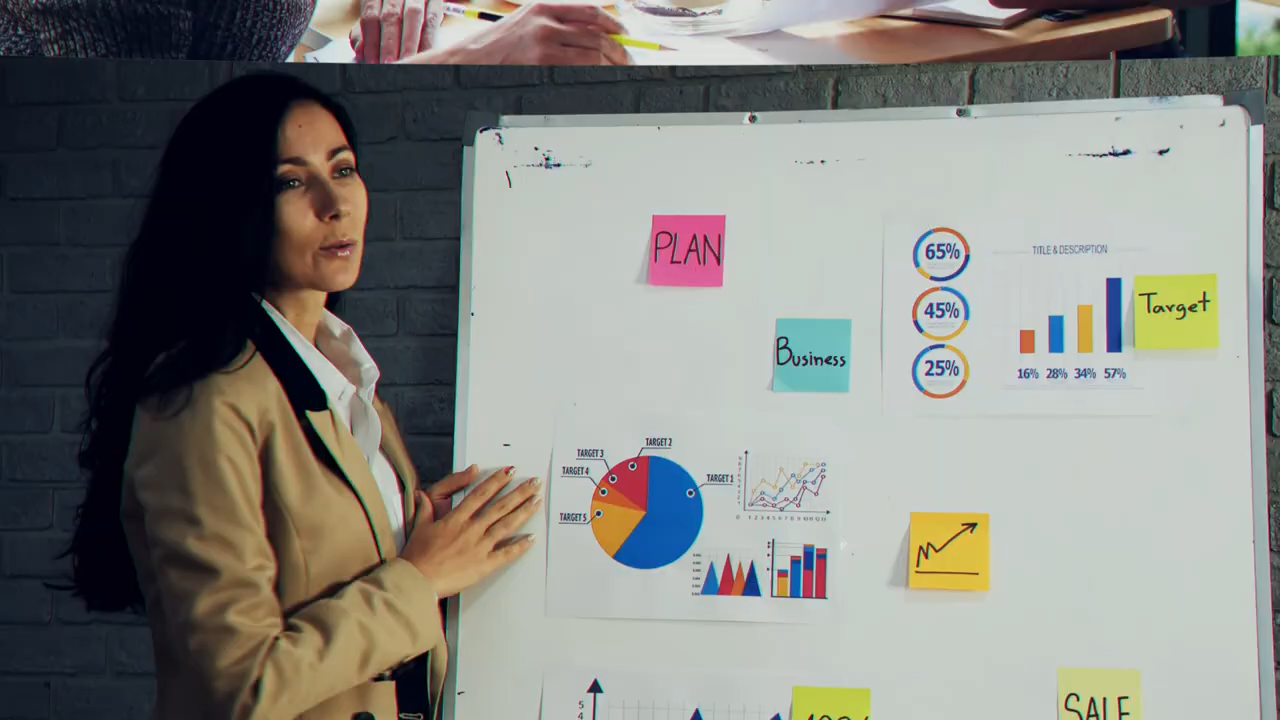 PLAN
65%
TITLE & DESCRIPTION
Target
45%
Business
25%
16% 28% 34% 57%
TARGET 2
TARGET 3
TARGET 4
TARGET 1
TARGET 5
SALE